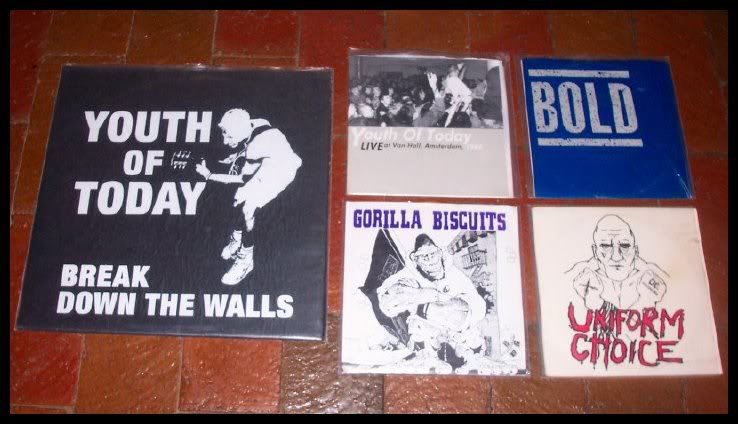 YOUTH
OF
TODAY
BREAK
DOWN THE WALLS
Youth Of Today
LIVE at Van Hall, Amsterdam,
BOLD
GORILLA BISCUITS
UNIFORM
CHOICE